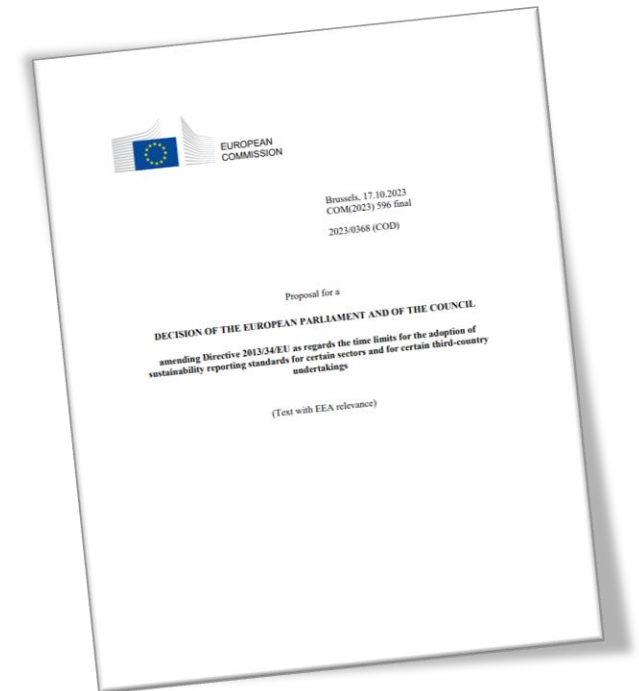 EUROPEAN
COMMISSION
Brussels, 17.10.2023
COM(2023) 596 final
2023/0368 (COD)
Proposal for a
DECISION OF THE EUROPEAN PARLIAMENT AND OF THE COUNCIL
amending Directive 2013/34/EU as regards the time limits for the adoption of
sustainability reporting standards for certain sectors and for certain third-country
undertakings
(Text with EEA relevance)